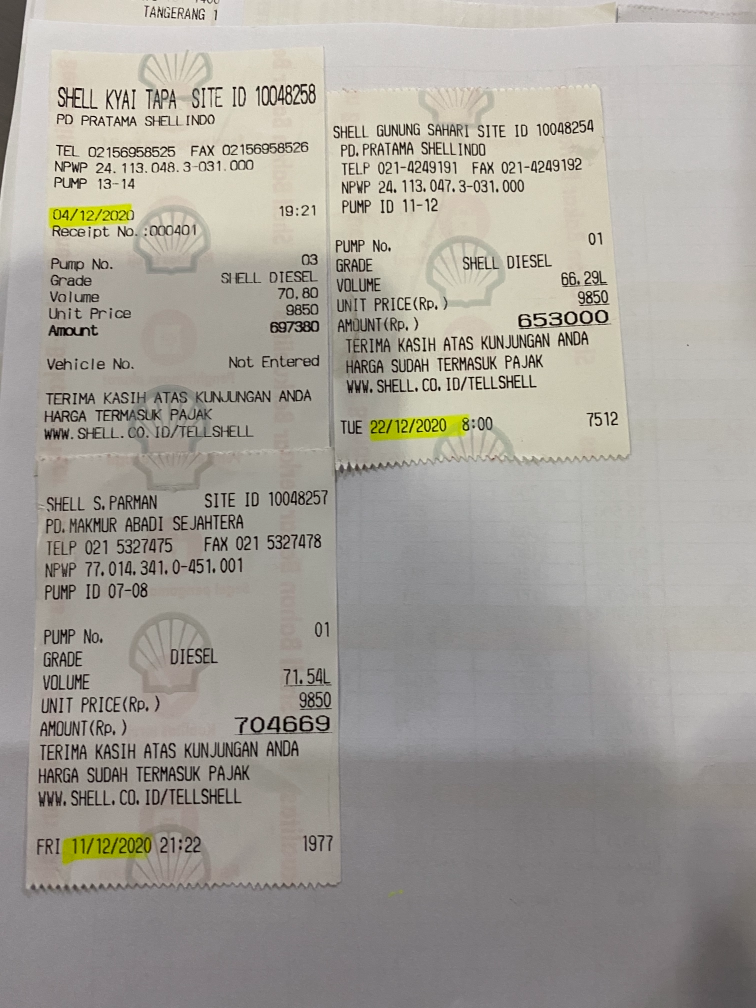 TANGERANG 1
SHELL KYAI TAPA SITE ID 10048258
PD PRATAMA SHELLINDO
TEL 02156958525 FAX 02156958526
NPWP 24.113.048.3-031.000
PUMP 13-14
04/12/2020 19:21
Receipt No.:000401
Pump No. 03
Grade SHELL DIESEL
Volume 70.80
Unit Price 9850
Amount 697380
Vehicle No. Not Entered
TERIMA KASIH ATAS KUNJUNGAN ANDA
HARGA TERMASUK PAJAK
WWW.SHELL.CO.ID/TELLSHELL
SHELL GUNUNG SAHARI SITE ID 10048254
PD.PRATAMA SHELLINDO
TELP 021-4249191 FAX 021-4249192
NPWP 24.113.047.3-031.000
PUMP ID 11-12
PUMP No. 01
GRADE SHELL DIESEL
VOLUME 66.29L
UNIT PRICE(Rp.) 9850
AMOUNT(Rp.) 653000
TERIMA KASIH ATAS KUNJUNGAN ANDA
HARGA SUDAH TERMASUK PAJAK
WWW.SHELL.CO.ID/TELLSHELL
TUE 22/12/2020 8:00 7512
SHELL S.PARMAN SITE ID 10048257
PD.MAKMUR ABADI SEJAHTERA
TELP 021 5327475 FAX 021 5327478
NPWP 77.014.341.0-451.001
PUMP ID 07-08
PUMP No. 01
GRADE DIESEL
VOLUME 71.54L
UNIT PRICE(Rp.) 9850
AMOUNT(Rp.) 704669
TERIMA KASIH ATAS KUNJUNGAN ANDA
HARGA SUDAH TERMASUK PAJAK
WWW.SHELL.CO.ID/TELLSHELL
FRI 11/12/2020 21:22 1977